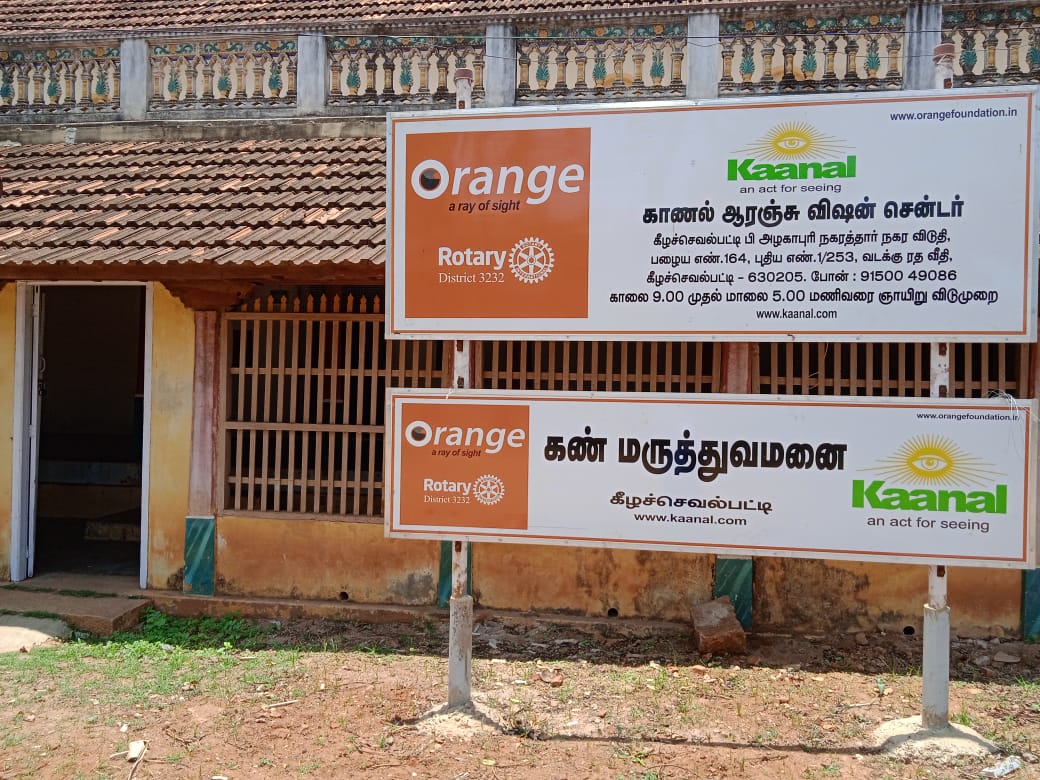 www.orangefoundation.in
Orange
a ray of sight
Rotary
District 3232
Kaanal
an act for seeing
காணல் ஆரஞ்சு விஷன் சென்டர்
கீழச்செவல்பட்டி பி அழகாபுரி நகரத்தார் நகர விடுதி,
பழைய எண்.164, புதிய எண்.1/253, வடக்கு ரத வீதி,
கீழச்செவல்பட்டி - 630205. போன் : 91500 49086
காலை 9.00 முதல் மாலை 5.00 மணிவரை ஞாயிறு விடுமுறை
www.kaanal.com
www.orangefoundation.in
Orange
a ray of sight
Rotary
District 3232
கண் மருத்துவமனை
கீழச்செவல்பட்டி
www.kaanal.com
Kaanal
an act for seeing